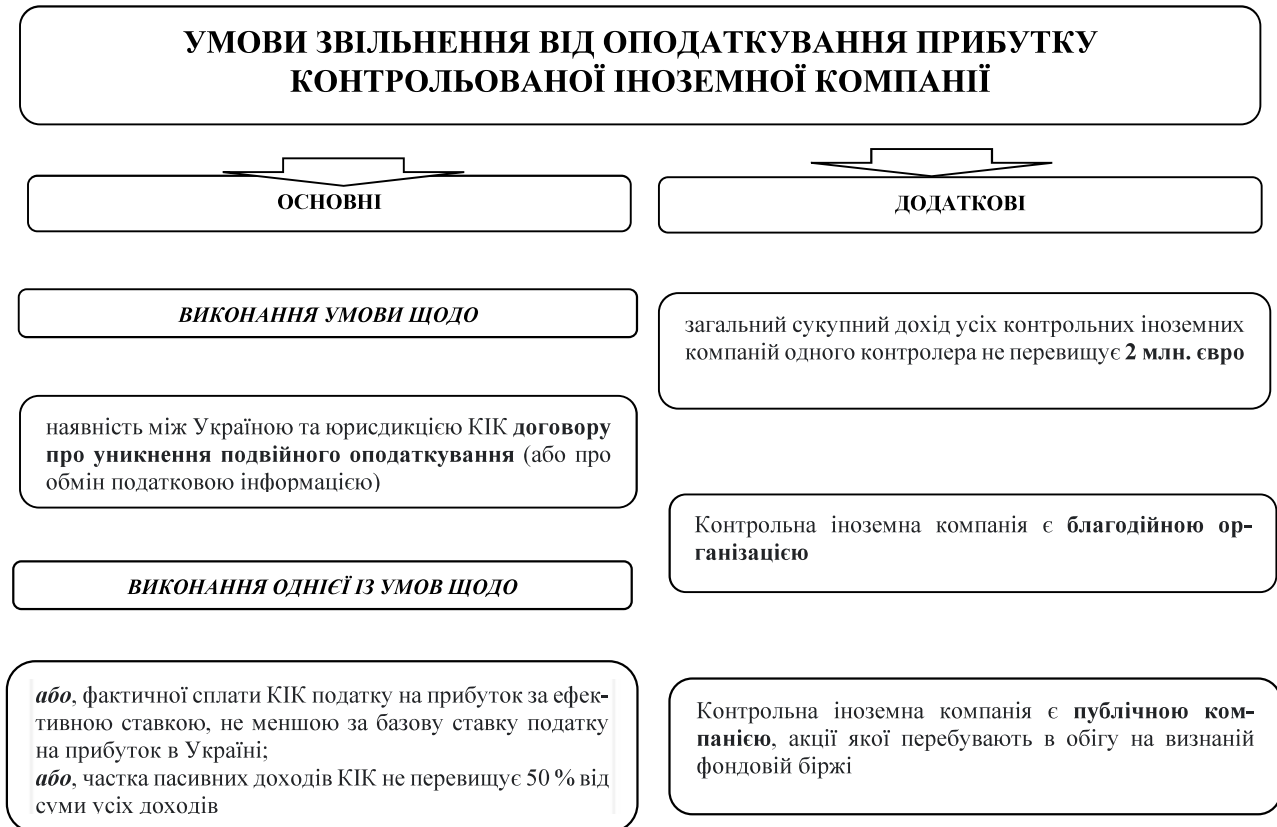 УМОВИ ЗВІЛЬНЕННЯ ВІД ОПОДАТКУВАННЯ ПРИБУТКУ
КОНТРОЛЬОВАНОЇ ІНОЗЕМНОЇ КОМПАНІЇ
ОСНОВНІ
ВИКОНАННЯ УМОВИ ЩОДО
наявність між Україною та юрисдикцією КІК договору
про уникнення подвійного оподаткування (або про
обмін податковою інформацією)
ВИКОНАННЯ ОДНІЄЇ ІЗ УМОВ ЩОДО
або, фактичної сплати КІК податку на прибуток за ефек-
тивною ставкою, не меншою за базову ставку податку
на прибуток в Україні;
або, частка пасивних доходів КІК не перевищує 50 % від
суми усіх доходів
ДОДАТКОВІ
загальний сукупний дохід усіх контрольних іноземних
компаній одного контролера не перевищує 2 млн. євро
Контрольна іноземна компанія є благодійною ор-
ганізацією
Контрольна іноземна компанія є публічною ком-
панією, акції якої перебувають в обігу на визнаній
фондовій біржі